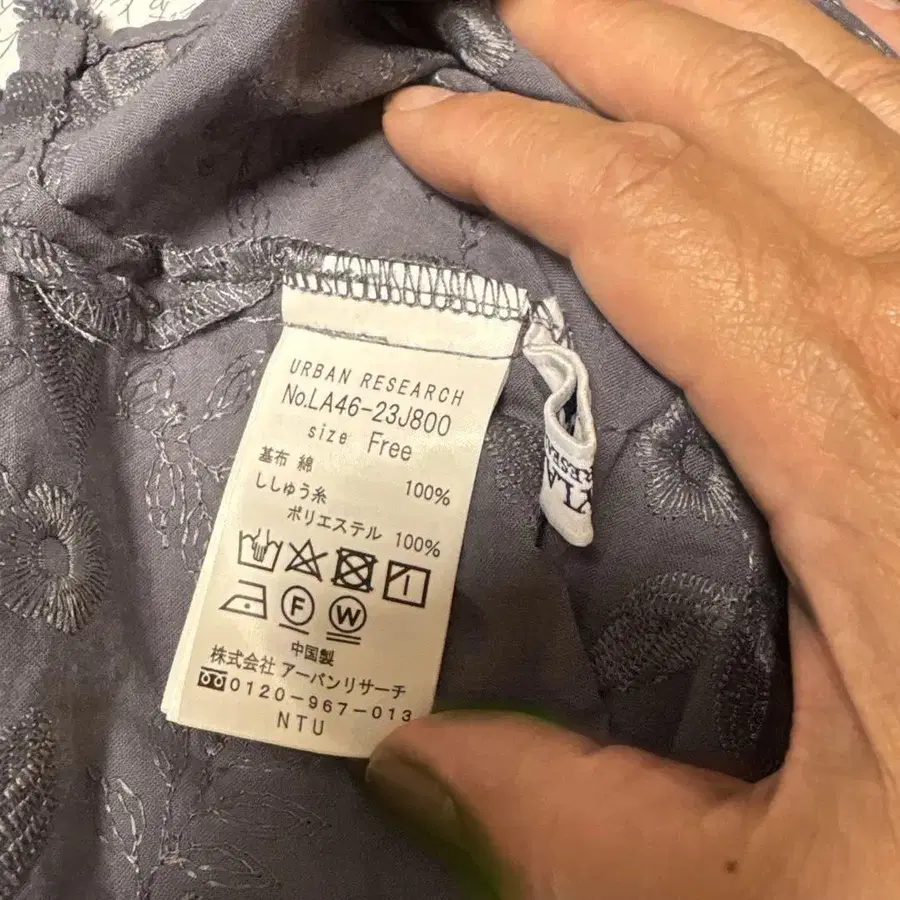 URBAN RESEARCH
No.LA46-23J800
size Free
基布 綿 100%
ししゅう糸
ポリエステル 100%
F W
中国製
株式会社 アーバンリサーチ
0120-967-013
NTU